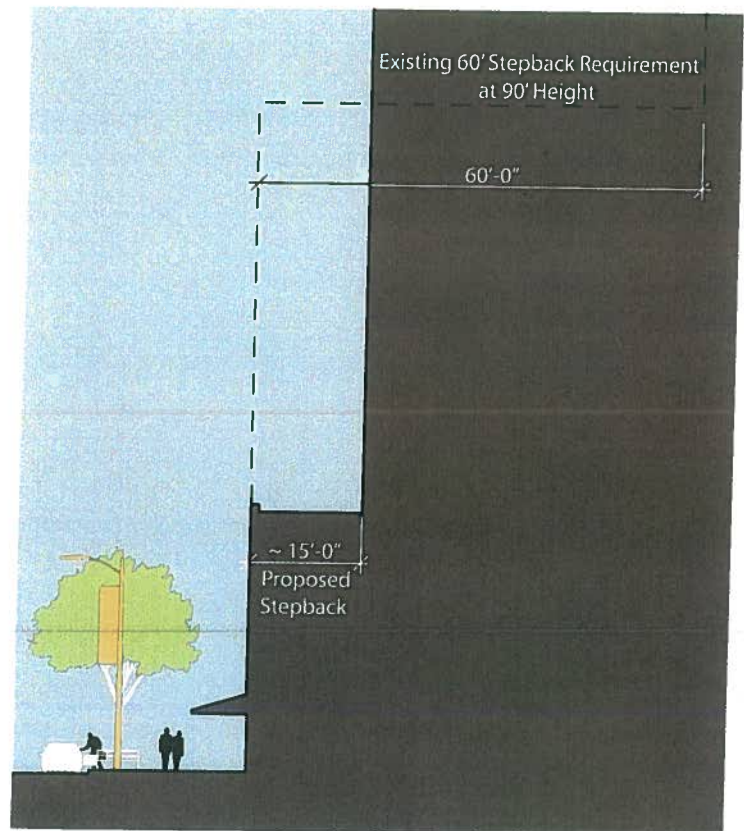 Existing 60' Stepback Requirement
at 90' Height
60'-0"
~ 15'-0"
Proposed
Stepback